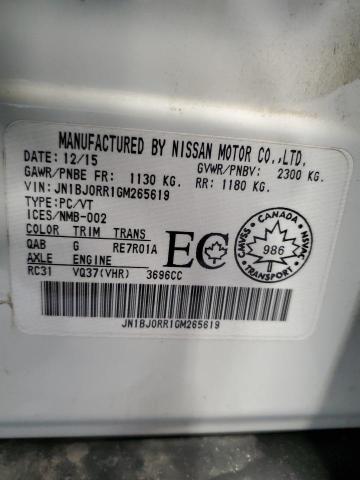 MANUFACTURED BY NISSAN MOTOR CO.,LTD.
DATE: 12/15 GVWR/PNBV: 2300 KG.
GAWR/PNBE FR: 1130 KG. RR: 1180 KG.
VIN: JN1BJ0RR1GM265619
TYPE: PC/VT
ICES/NMB-002
COLOR TRIM TRANS
QAB G RE7R01A
AXLE ENGINE
RC31 VQ37(VHR) 3696CC
EC
CANADA
CMVSS 986 NSVAC
TRANSPORT
JN1BJ0RR1GM265619